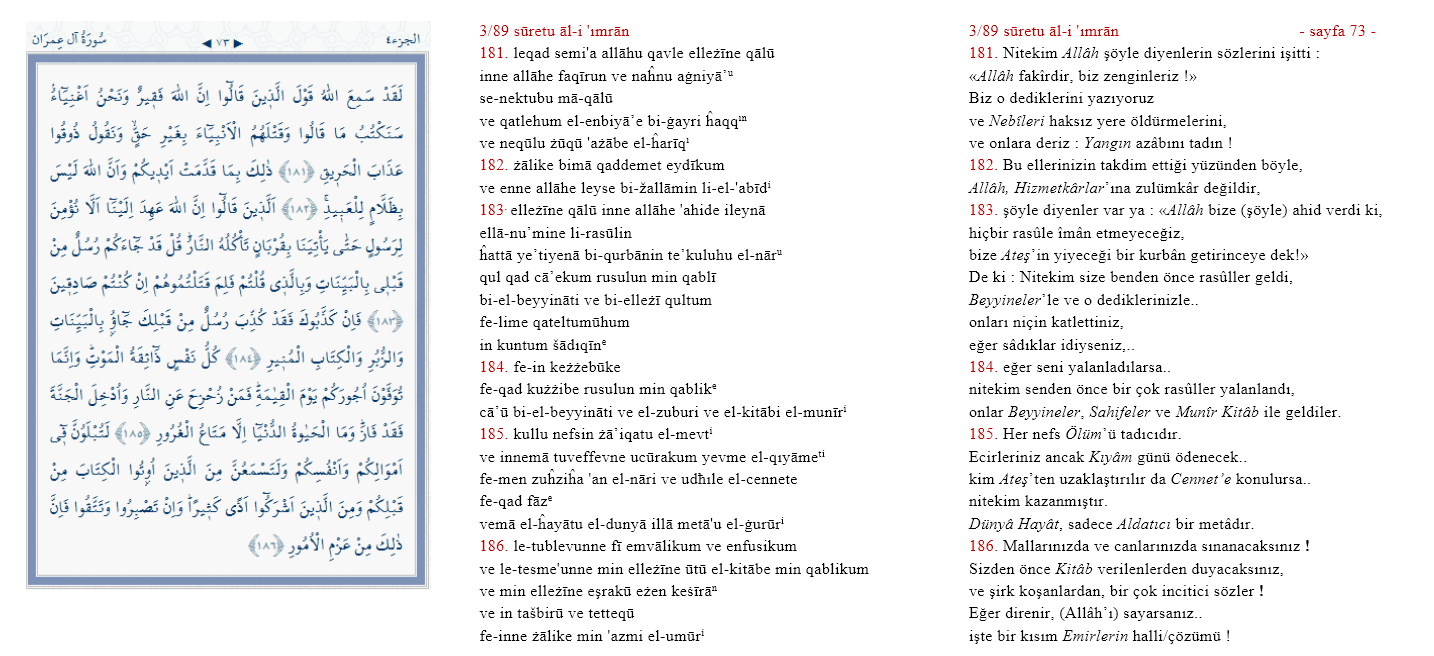 الجزء٤ ◀ ٧٣ ▶ سُورَةُ آلِ عِمرَان
لَقَدْ سَمِعَ اللهُ قَوْلَ الَّذ۪ينَ قَالُٓوا اِنَّ اللهَ فَق۪يرٌ وَنَحْنُ اَغْنِيَٓاءُۢ
سَنَكْتُبُ مَا قَالُوا وَقَتْلَهُمُ الْاَنْبِيَٓاءَ بِغَيْرِ حَقٍّۙ وَنَقُولُ ذُوقُوا
عَذَابَ الْحَر۪يقِ ﴿١٨١﴾ ذٰلِكَ بِمَا قَدَّمَتْ اَيْد۪يكُمْ وَاَنَّ اللهَ لَيْسَ
بِظَلَّامٍ لِلْعَب۪يدِۚ ﴿١٨٢﴾ اَلَّذ۪ينَ قَالُٓوا اِنَّ اللهَ عَهِدَ اِلَيْنَٓا اَلَّا نُؤْمِنَ
لِرَسُولٍ حَتّٰى يَأْتِيَنَا بِقُرْبَانٍ تَأْكُلُهُ النَّارُۜ قُلْ قَدْ جَٓاءَكُمْ رُسُلٌ مِنْ
قَبْل۪ي بِالْبَيِّنَاتِ وَبِالَّذ۪ي قُلْتُمْ فَلِمَ قَتَلْتُمُوهُمْ اِنْ كُنْتُمْ صَادِق۪ينَ
﴿١٨٣﴾ فَاِنْ كَذَّبُوكَ فَقَدْ كُذِّبَ رُسُلٌ مِنْ قَبْلِكَ جَٓاؤُ۫ بِالْبَيِّنَاتِ
وَالزُّبُرِ وَالْكِتَابِ الْمُن۪يرِ ﴿١٨٤﴾ كُلُّ نَفْسٍ ذَٓائِقَةُ الْمَوْتِۜ وَاِنَّمَا
تُوَفَّوْنَ اُجُورَكُمْ يَوْمَ الْقِيٰمَةِۜ فَمَنْ زُحْزِحَ عَنِ النَّارِ وَاُدْخِلَ الْجَنَّةَ
فَقَدْ فَازَۜ وَمَا الْحَيٰوةُ الدُّنْيَٓا اِلَّا مَتَاعُ الْغُرُورِ ﴿١٨٥﴾ لَتُبْلَوُنَّ ف۪ٓي
اَمْوَالِكُمْ وَاَنْفُسِكُمْ وَلَتَسْمَعُنَّ مِنَ الَّذ۪ينَ اُو۫تُوا الْكِتَابَ مِنْ
قَبْلِكُمْ وَمِنَ الَّذ۪ينَ اَشْرَكُٓوا اَذًى كَث۪يرًاۜ وَاِنْ تَصْبِرُوا وَتَتَّقُوا فَاِنَّ
ذٰلِكَ مِنْ عَزْمِ الْاُمُورِ ﴿١٨٦﴾
3/89 sūretu āl-i 'ımrān
181. leqad semi'a allāhu qavle elleżīne qālū
inne allāhe faqīrun ve naĥnu aġniyā’ᵘ
se-nektubu mā-qālū
ve qatlehum el-enbiyā’e bi-ġayri ĥaqqⁱⁿ
ve neqūlu żūqū 'ażābe el-ĥarīqⁱ
182. żālike bimā qaddemet eydīkum
ve enne allāhe leyse bi-žallāmin li-el-'abīdⁱ
183. elleżīne qālū inne allāhe 'ahide ileynā
ellā-nu’mine li-rasūlin
ĥattā ye’tiyenā bi-qurbānin te’kuluhu el-nārᵘ
qul qad cā’ekum rusulun min qablī
bi-el-beyyināti ve bi-elleżī qultum
fe-lime qateltumūhum
in kuntum šādıqīnᵉ
184. fe-in keżżebūke
fe-qad kużżibe rusulun min qablikᵉ
cā’ū bi-el-beyyināti ve el-zuburi ve el-kitābi el-munīrⁱ
185. kullu nefsin żā’iqatu el-mevtⁱ
ve innemā tuveffevne ucūrakum yevme el-qıyāmeᵗⁱ
fe-men zuĥziĥa 'an el-nāri ve udħıle el-cennete
fe-qad fāzᵉ
vemā el-ĥayātu el-dunyā illā metā'u el-ġurūrⁱ
186. le-tublevunne fī emvālikum ve enfusikum
ve le-tesme'unne min elleżīne ūtū el-kitābe min qablikum
ve min elleżīne eşrakū eżen keṡīrāⁿ
ve in tašbirū ve tetteqū
fe-inne żālike min 'azmi el-umūrⁱ
3/89 sūretu āl-i 'ımrān - sayfa 73 -
181. Nitekim Allâh şöyle diyenlerin sözlerini işitti :
«Allâh fakîrdir, biz zenginleriz !»
Biz o dediklerini yazıyoruz
ve Nebîleri haksız yere öldürmelerini,
ve onlara deriz : Yangın azâbını tadın !
182. Bu ellerinizin takdim ettiği yüzünden böyle,
Allâh, Hizmetkârlar’ına zulümkâr değildir,
183. şöyle diyenler var ya : «Allâh bize (şöyle) ahid verdi ki,
hiçbir rasûle îmân etmeyeceğiz,
bize Ateş’in yiyeceği bir kurbân getirinceye dek!»
De ki : Nitekim size benden önce rasûller geldi,
Beyyineler’le ve o dediklerinizle..
onları niçin katlettiniz,
eğer sâdıklar idiyseniz,..
184. eğer seni yalanladılarsa..
nitekim senden önce bir çok rasûller yalanlandı,
onlar Beyyineler, Sahifeler ve Munîr Kitâb ile geldiler.
185. Her nefs Ölüm’ü tadıcıdır.
Ecirleriniz ancak Kıyâm günü ödenecek..
kim Ateş’ten uzaklaştırılır da Cennet’e konulursa..
nitekim kazanmıştır.
Dünyâ Hayât, sadece Aldatıcı bir metâdır.
186. Mallarınızda ve canlarınızda sınanacaksınız !
Sizden önce Kitâb verilenlerden duyacaksınız,
ve şirk koşanlardan, bir çok incitici sözler !
Eğer direnir, (Allâh’ı) sayarsanız..
işte bir kısım Emirlerin halli/çözümü !